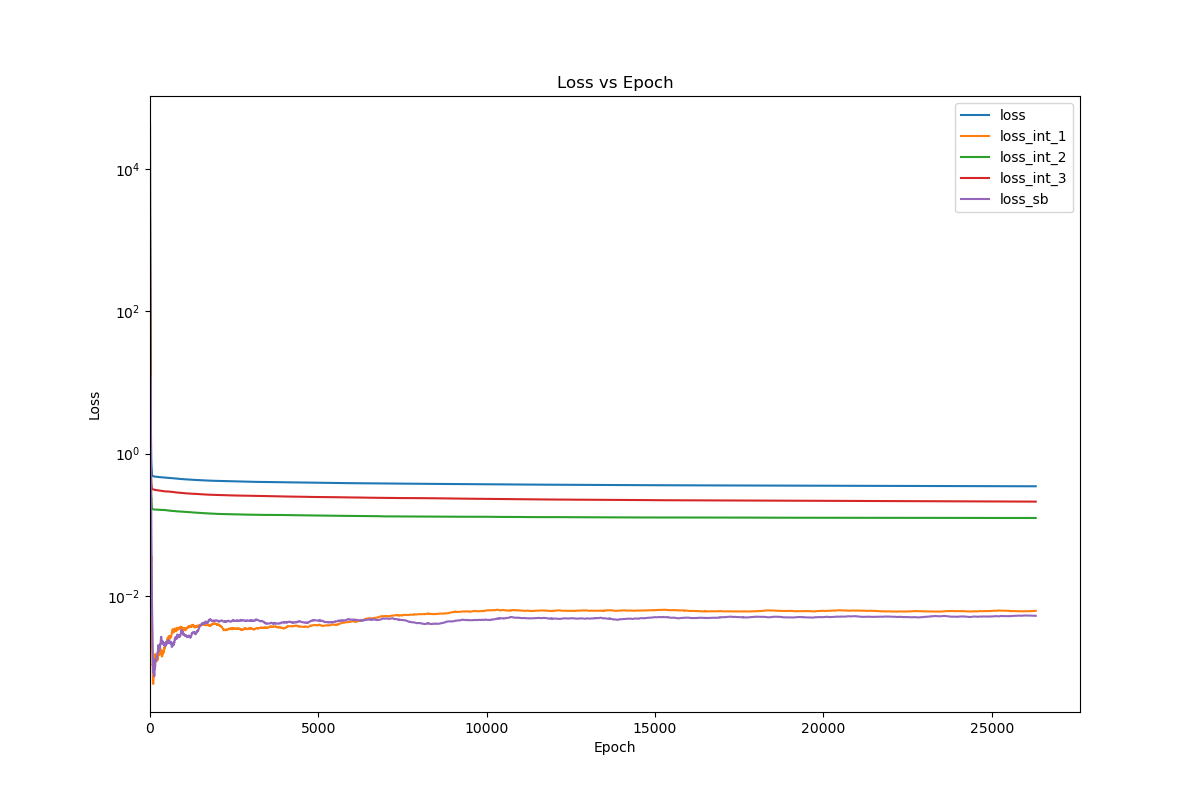 Loss vs Epoch
loss
loss_int_1
loss_int_2
loss_int_3
loss_sb
Loss
10^4
10^2
10^0
10^−2
0 5000 10000 15000 20000 25000
Epoch